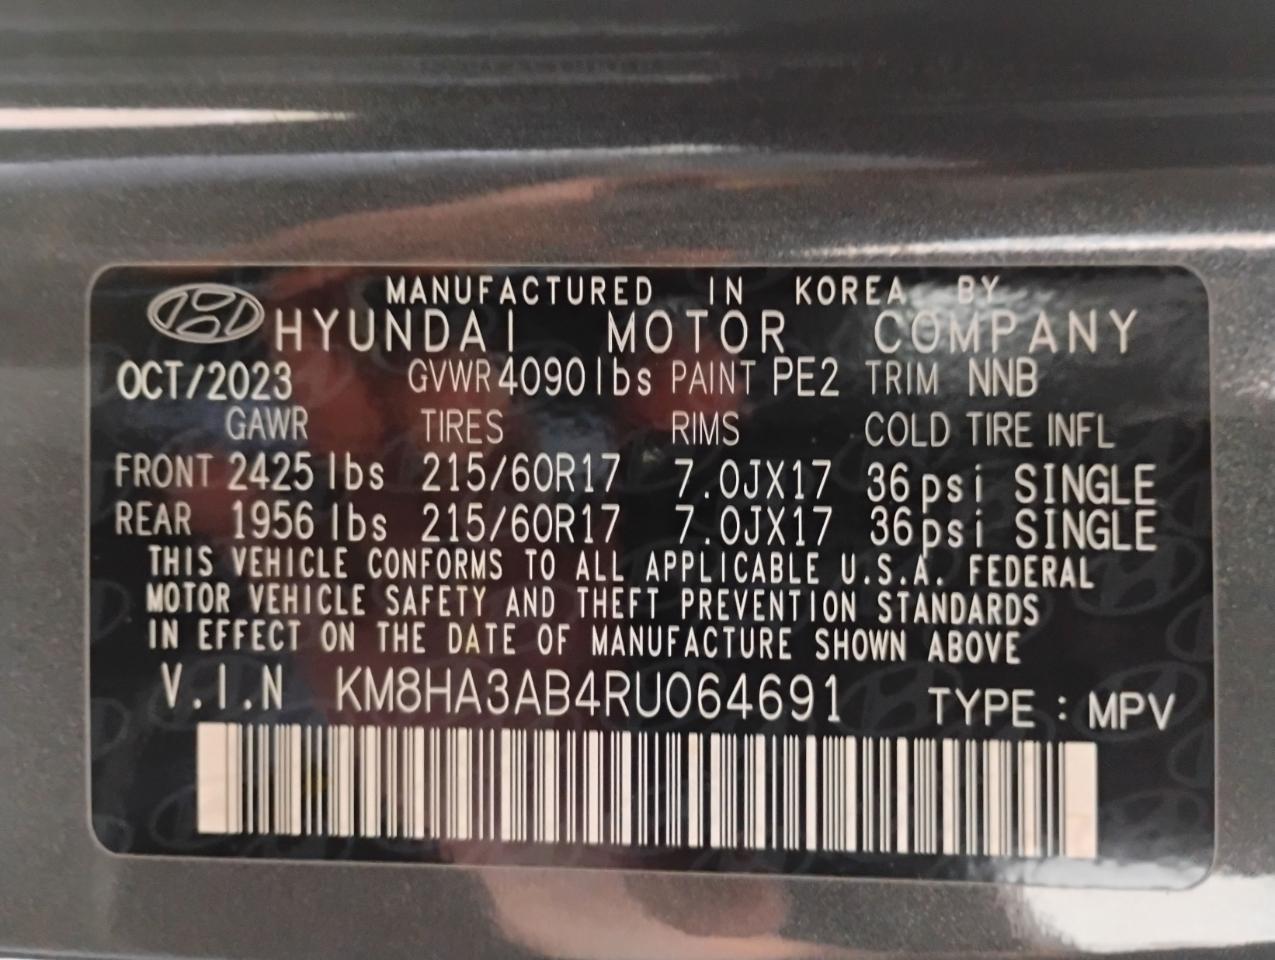 MANUFACTURED IN KOREA BY
HYUNDAI MOTOR COMPANY
OCT/2023 GVWR 4090 lbs PAINT PE2 TRIM NNB
GAWR TIRES RIMS COLD TIRE INFL
FRONT 2425 lbs 215/60R17 7.0JX17 36 psi SINGLE
REAR 1956 lbs 215/60R17 7.0JX17 36 psi SINGLE
THIS VEHICLE CONFORMS TO ALL APPLICABLE U.S.A. FEDERAL
MOTOR VEHICLE SAFETY AND THEFT PREVENTION STANDARDS
IN EFFECT ON THE DATE OF MANUFACTURE SHOWN ABOVE
V.I.N KM8HA3AB4RU064691 TYPE : MPV